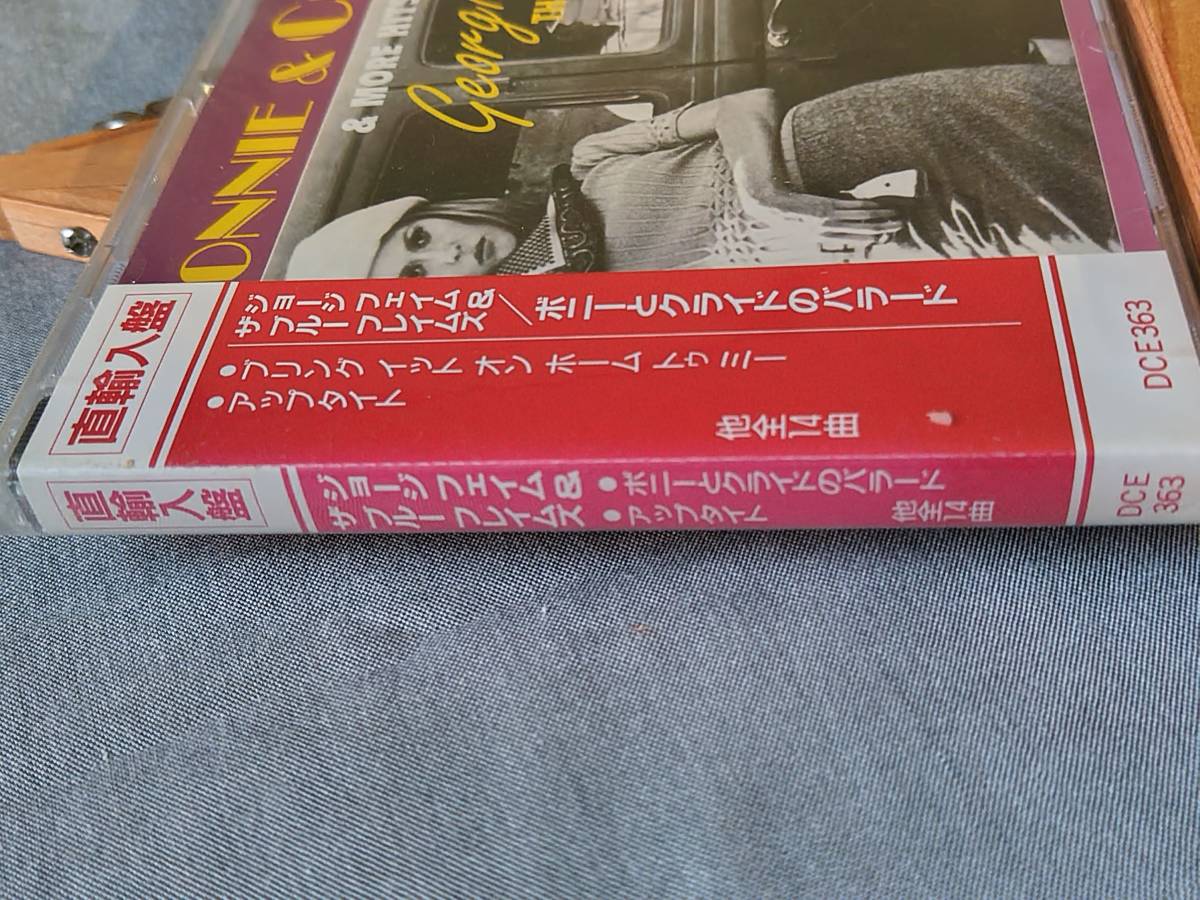 ONNIE & C
& MORE HITS
Georg
TH
直輸入盤
ジョージ フェイム&
ザ ブルー フレイムズ
/ボニーとクライドのバラード
●ブリング イット オン ホーム トゥ ミー
●アップタイト
他全14曲
DCE363
直輸入盤
ジョージ フェイム&
ザ ブルー フレイムズ
●ボニーとクライドのバラード
●アップタイト
他全14曲
DCE
363